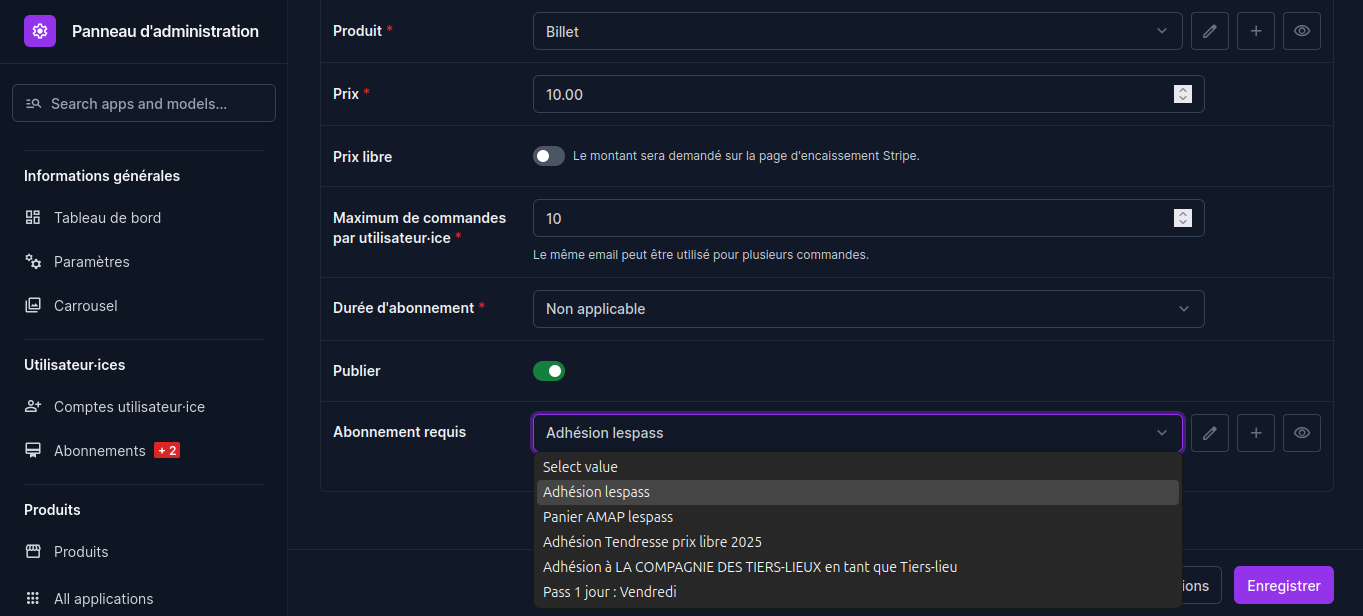 Panneau d'administration
Search apps and models...
Informations générales
Tableau de bord
Paramètres
Carrousel
Utilisateur·ices
Comptes utilisateur·ice
Abonnements + 2
Produits
Produits
All applications
Produit *
Billet
Prix *
10.00
Prix libre
Le montant sera demandé sur la page d'encaissement Stripe.
Maximum de commandes
par utilisateur·ice *
10
Le même email peut être utilisé pour plusieurs commandes.
Durée d'abonnement *
Non applicable
Publier
Abonnement requis
Adhésion lespass
Select value
Adhésion lespass
Panier AMAP lespass
Adhésion Tendresse prix libre 2025
Adhésion à LA COMPAGNIE DES TIERS-LIEUX en tant que Tiers-lieu
Pass 1 jour : Vendredi
ions
Enregistrer